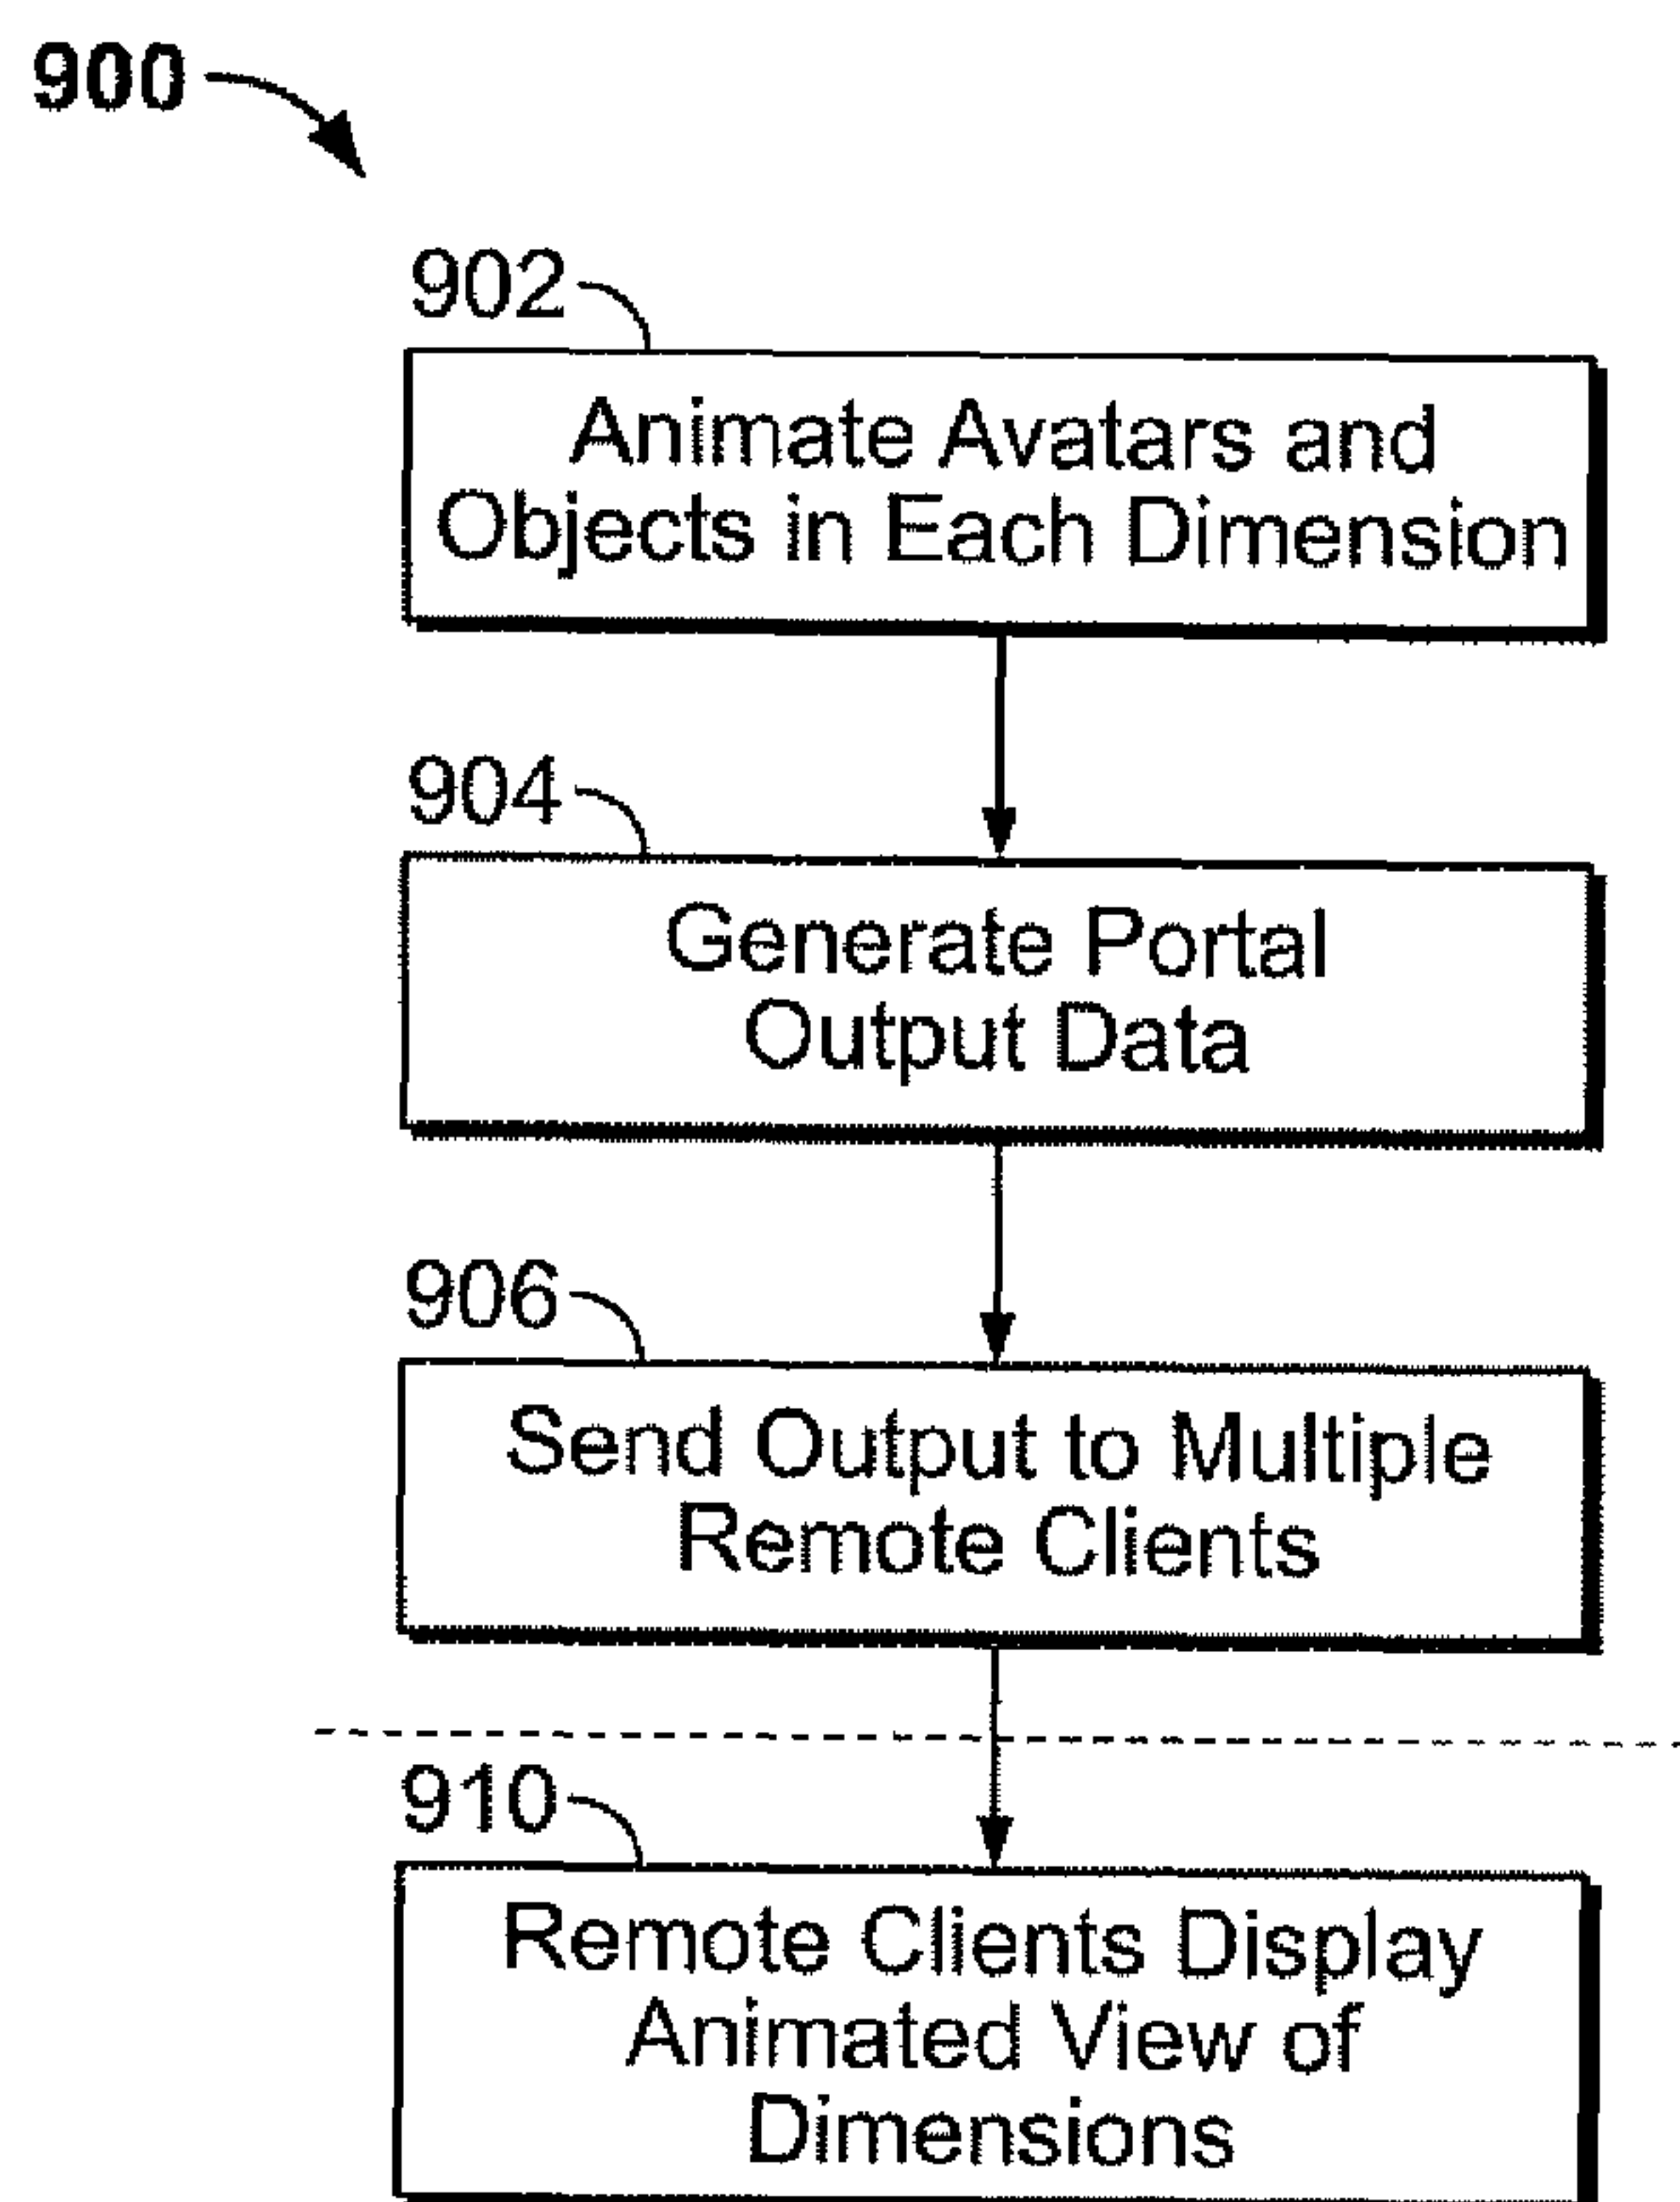 900
902
Animate Avatars and
Objects in Each Dimension
904
Generate Portal
Output Data
906
Send Output to Multiple
Remote Clients
910
Remote Clients Display
Animated View of
Dimensions